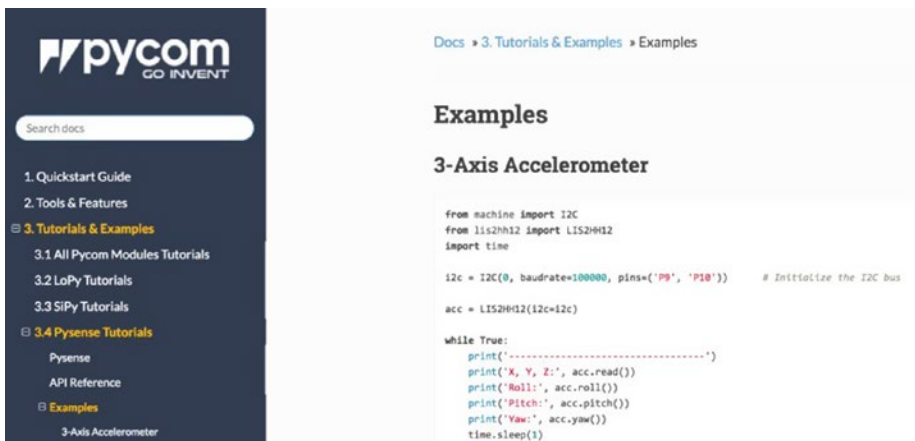 pycom
GO INVENT
Search docs
1. Quickstart Guide
2. Tools & Features
3. Tutorials & Examples
3.1 All Pycom Modules Tutorials
3.2 LoPy Tutorials
3.3 SiPy Tutorials
3.4 Pysense Tutorials
Pysense
API Reference
Examples
3-Axis Accelerometer
Docs » 3. Tutorials & Examples » Examples
Examples
3-Axis Accelerometer
from machine import I2C
from lis2hh12 import LIS2HH12
import time
i2c = I2C(0, baudrate=100000, pins=('P9', 'P10')) # Initialize the I2C bus
acc = LIS2HH12(i2c=i2c)
while True:
print('----------------------------------')
print('X, Y, Z:', acc.read())
print('Roll:', acc.roll())
print('Pitch:', acc.pitch())
print('Yaw:', acc.yaw())
time.sleep(1)